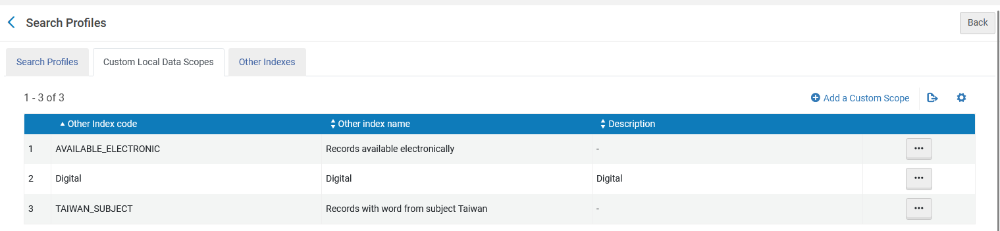 Search Profiles
Back
Search Profiles Custom Local Data Scopes Other Indexes
1 - 3 of 3
Add a Custom Scope
Other Index code Other index name Description
1 AVAILABLE_ELECTRONIC Records available electronically -
2 Digital Digital Digital
3 TAIWAN_SUBJECT Records with word from subject Taiwan -